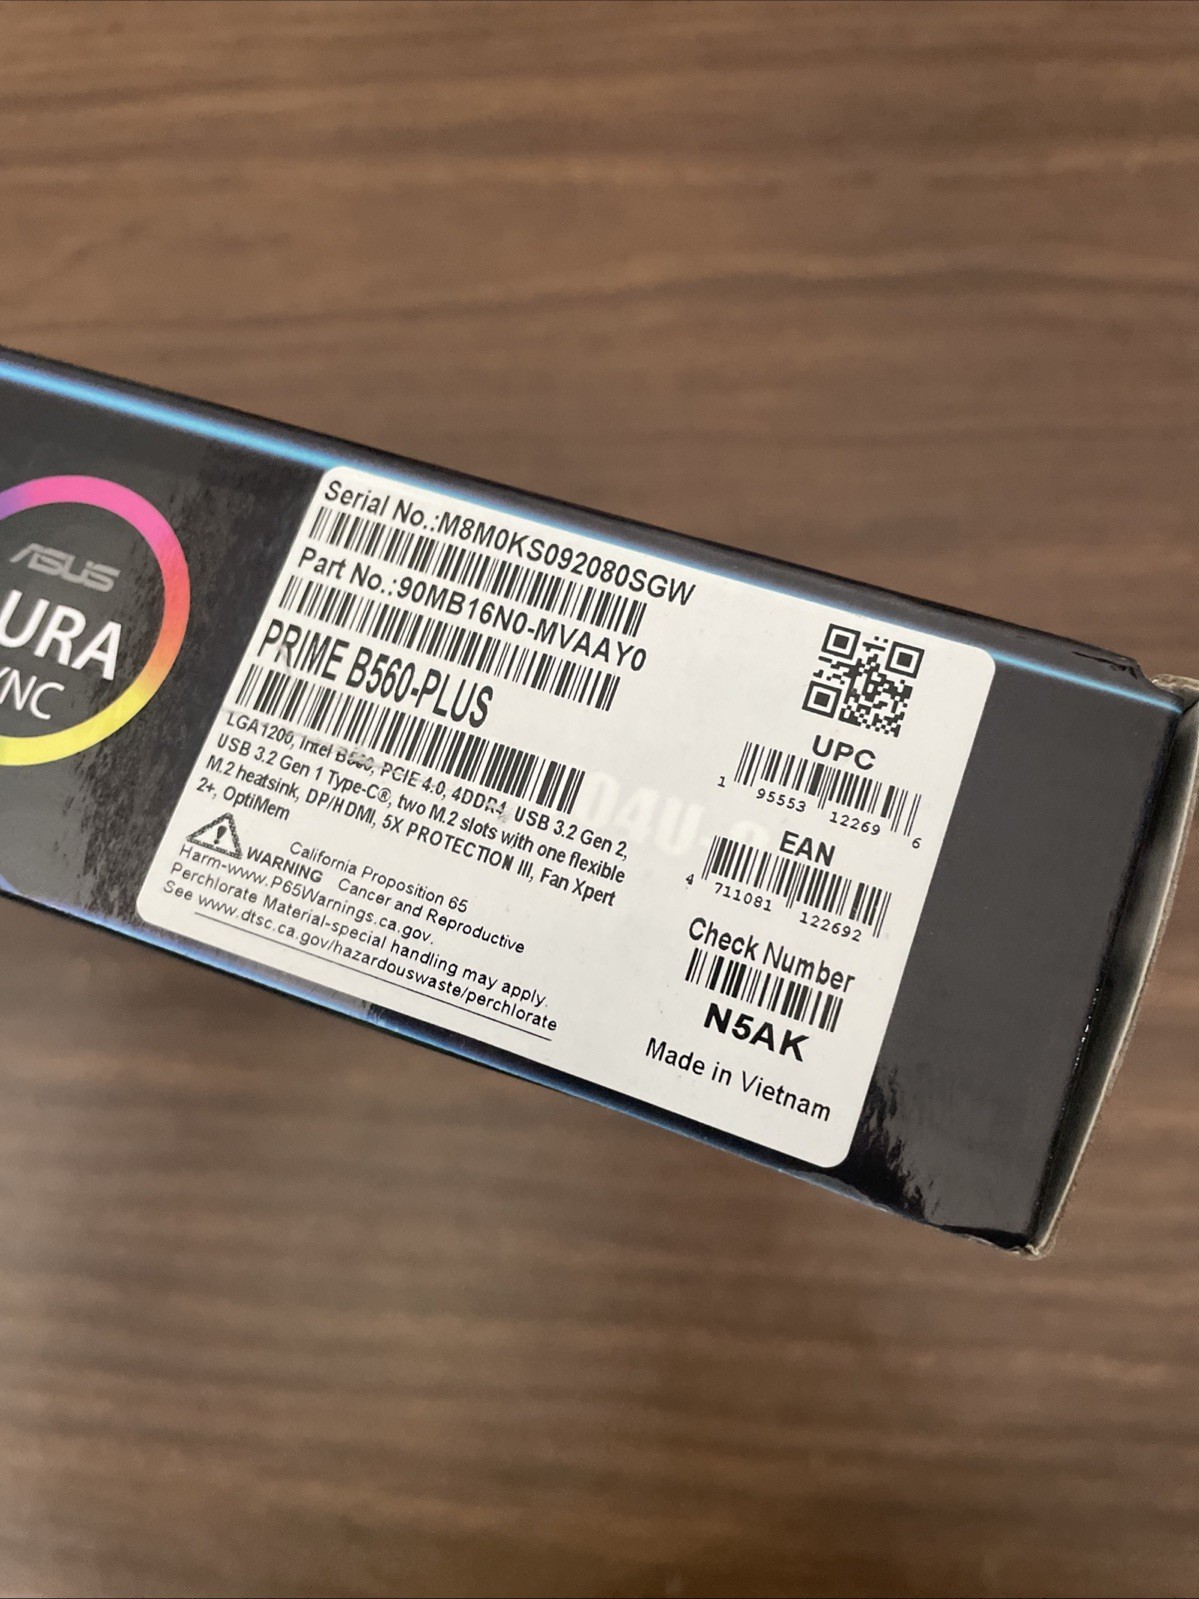 ASUS
URA
YNC
Serial No.:M8M0KS092080SGW
Part No.:90MB16N0-MVAAY0
PRIME B560-PLUS
LGA1200, Intel B560, PCIE 4.0, 4DDR4, USB 3.2 Gen 2,
USB 3.2 Gen 1 Type-C®, two M.2 slots with one flexible
M.2 heatsink, DP/HDMI, 5X PROTECTION III, Fan Xpert
2+, OptiMem
California Proposition 65
WARNING Cancer and Reproductive
Harm-www.P65Warnings.ca.gov.
Perchlorate Material-special handling may apply.
See www.dtsc.ca.gov/hazardouswaste/perchlorate
UPC
1 95553 12269 6
EAN
4 711081 122692
Check Number
N5AK
Made in Vietnam